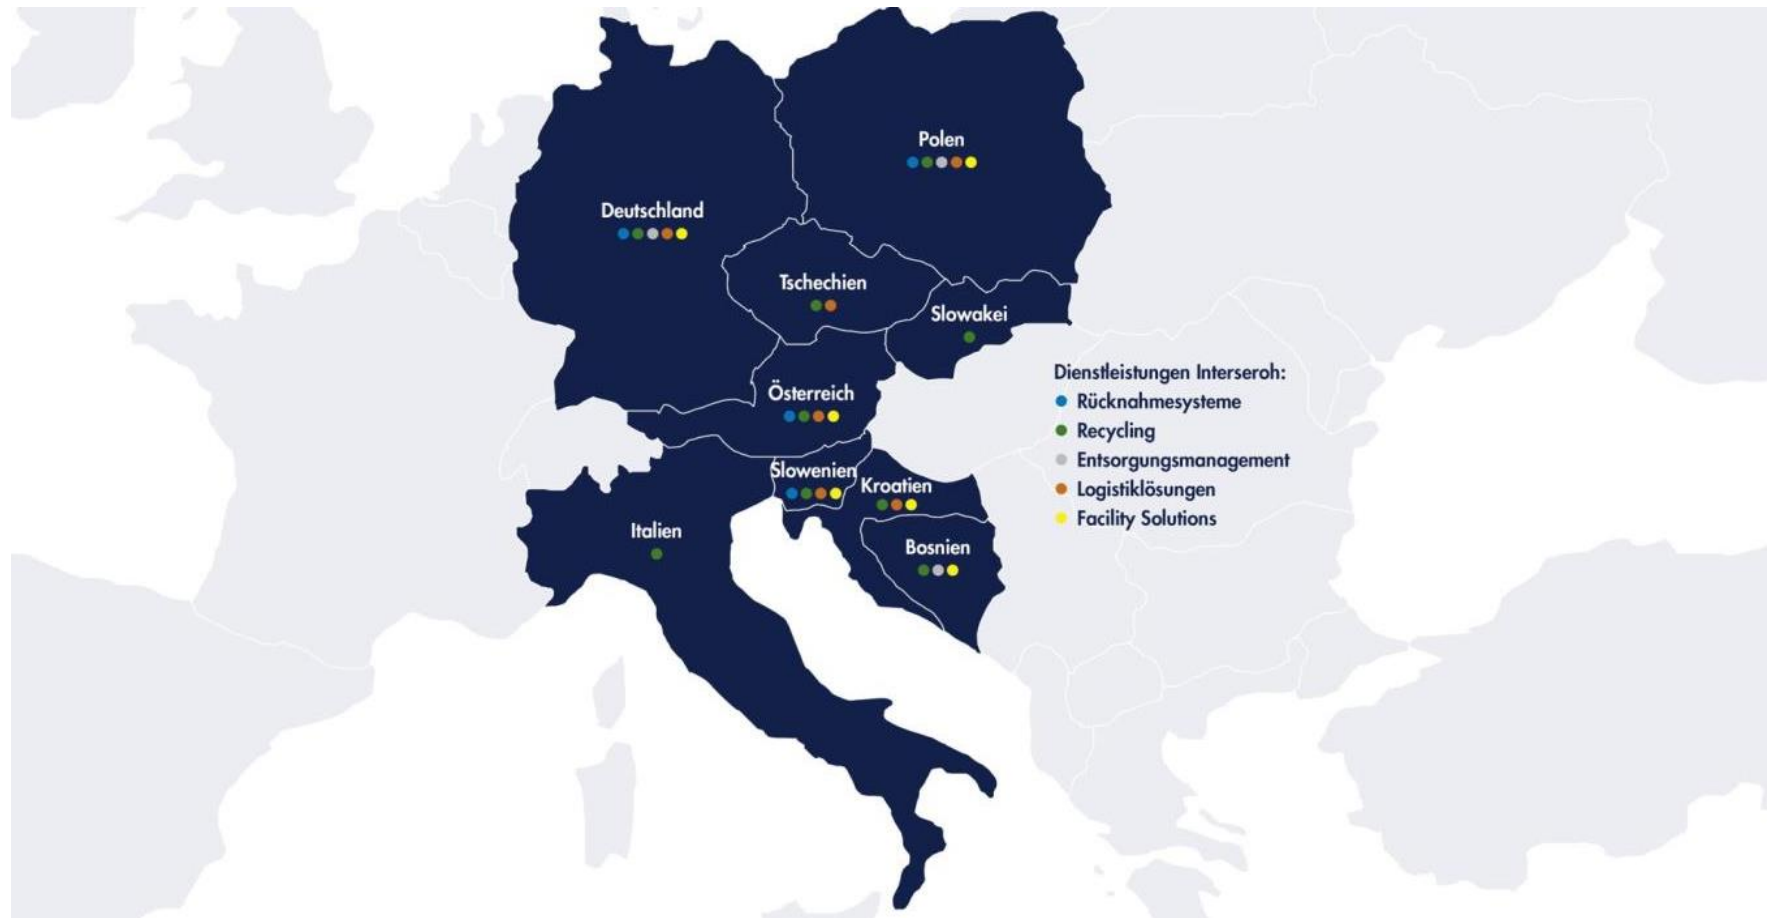 Polen
Deutschland
Tschechien
Slowakei
Österreich
Slowenien
Kroatien
Italien
Bosnien
Dienstleistungen Interseroh:
Rücknahmesysteme
Recycling
Entsorgungsmanagement
Logistiklösungen
Facility Solutions